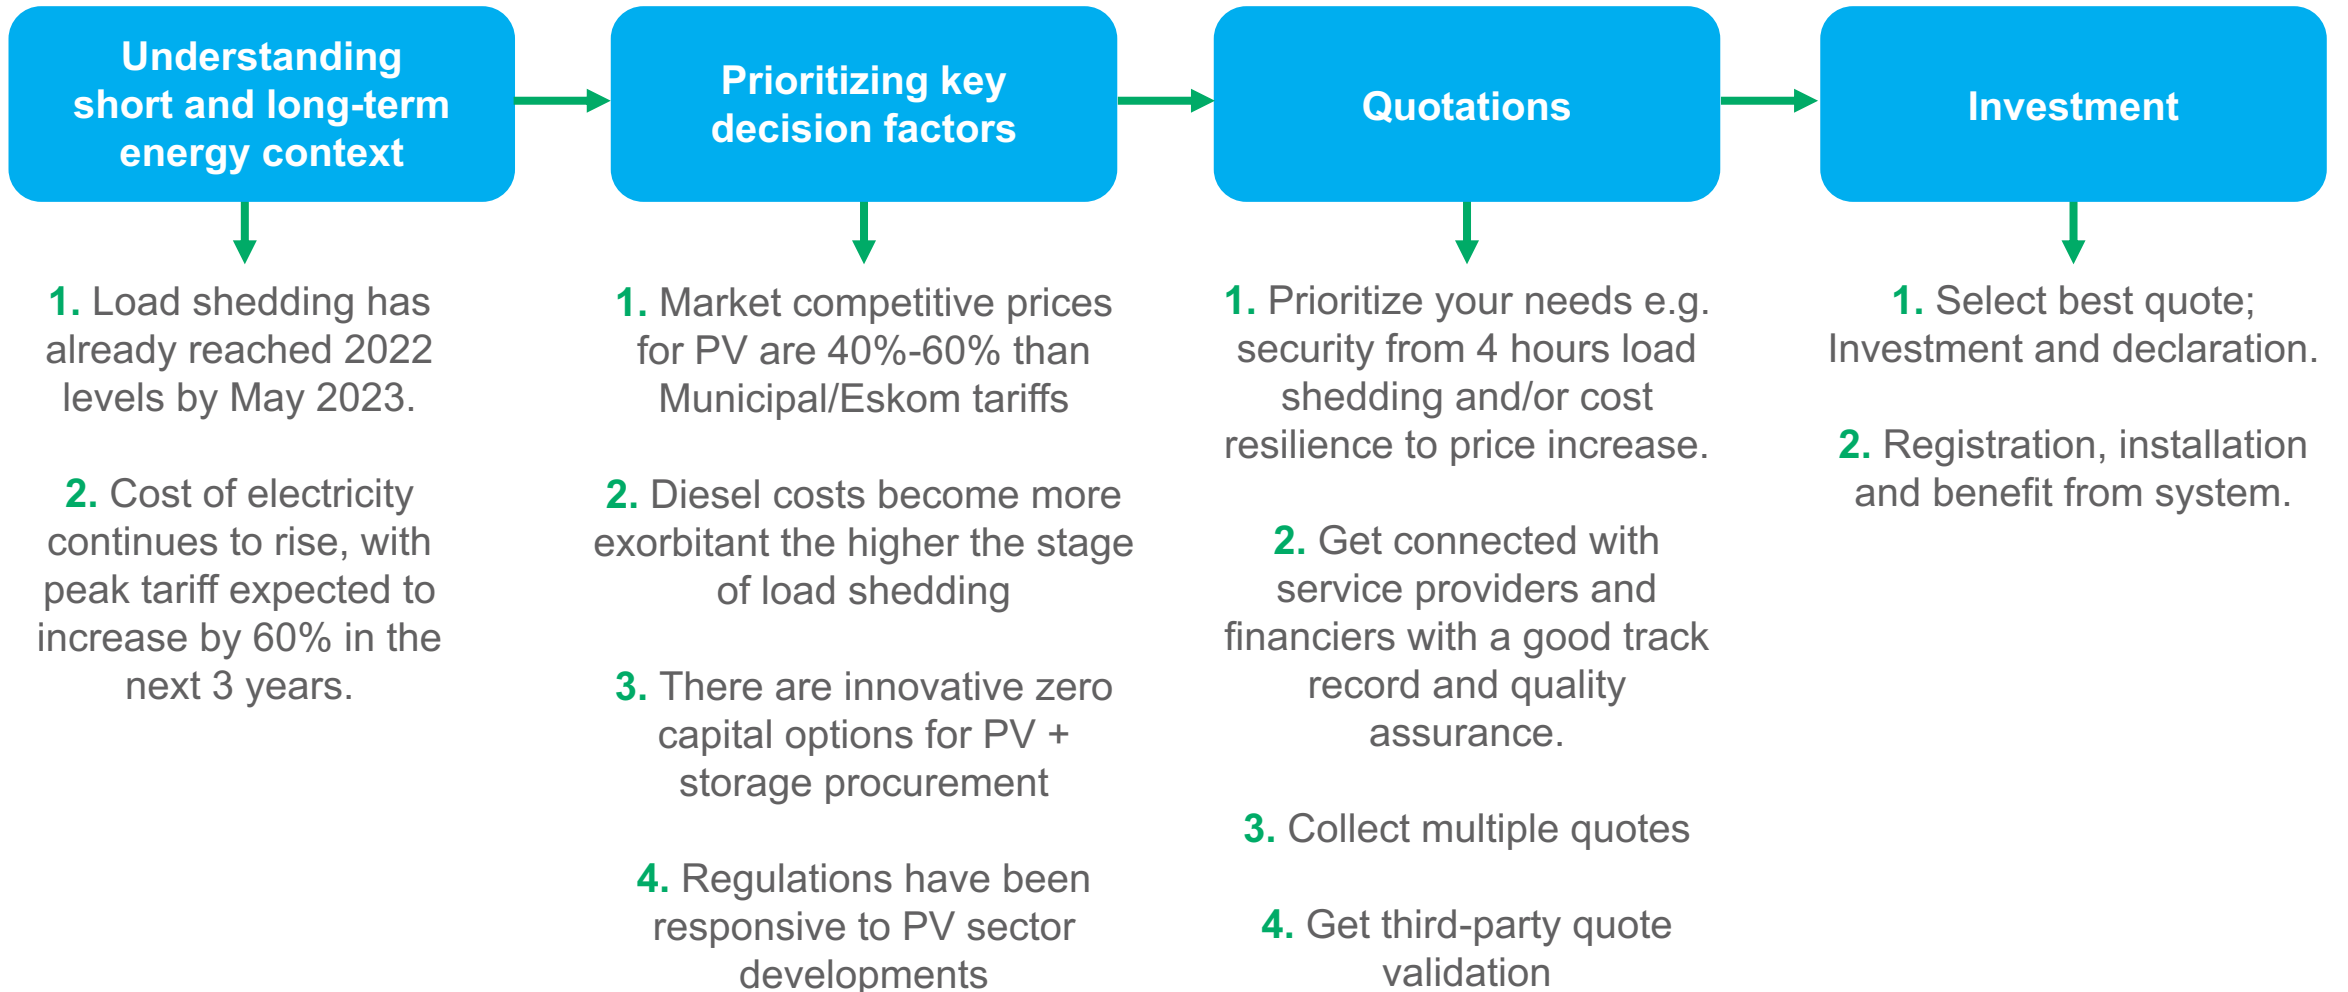 Understanding
short and long-term
energy context
Prioritizing key
decision factors
Quotations
Investment
1. Load shedding has
already reached 2022
levels by May 2023.
2. Cost of electricity
continues to rise, with
peak tariff expected to
increase by 60% in the
next 3 years.
1. Market competitive prices
for PV are 40%-60% than
Municipal/Eskom tariffs
2. Diesel costs become more
exorbitant the higher the stage
of load shedding
3. There are innovative zero
capital options for PV +
storage procurement
4. Regulations have been
responsive to PV sector
developments
1. Prioritize your needs e.g.
security from 4 hours load
shedding and/or cost
resilience to price increase.
2. Get connected with
service providers and
financiers with a good track
record and quality
assurance.
3. Collect multiple quotes
4. Get third-party quote
validation
1. Select best quote;
Investment and declaration.
2. Registration, installation
and benefit from system.